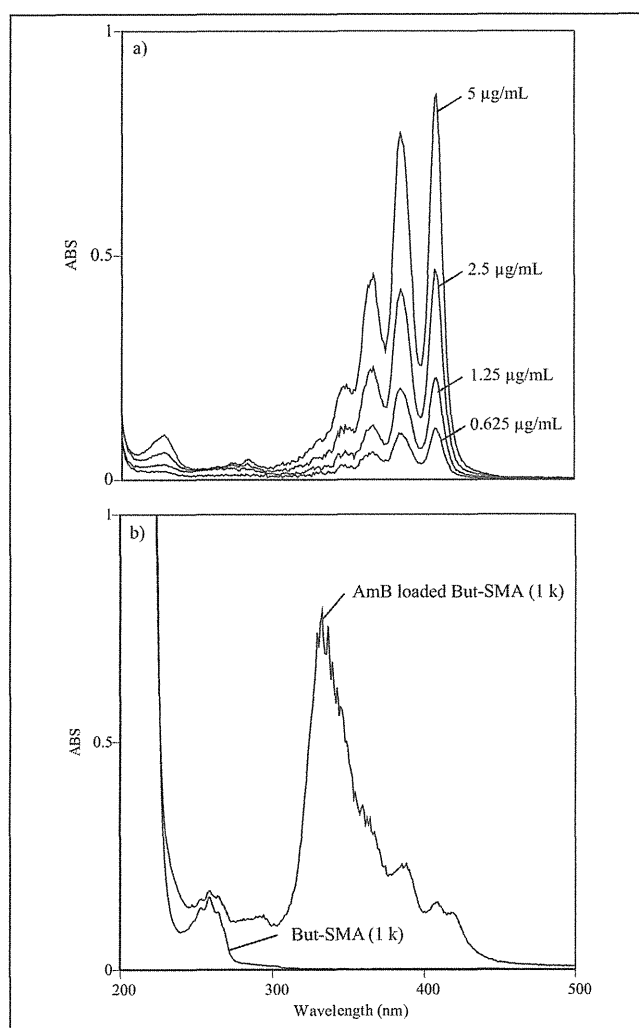 1
a)
5 µg/mL
ABS
0.5
2.5 µg/mL
1.25 µg/mL
0.625 µg/mL
0
1
b)
AmB loaded But-SMA (1 k)
ABS
0.5
But-SMA (1 k)
0
200 300 400 500
Wavelength (nm)